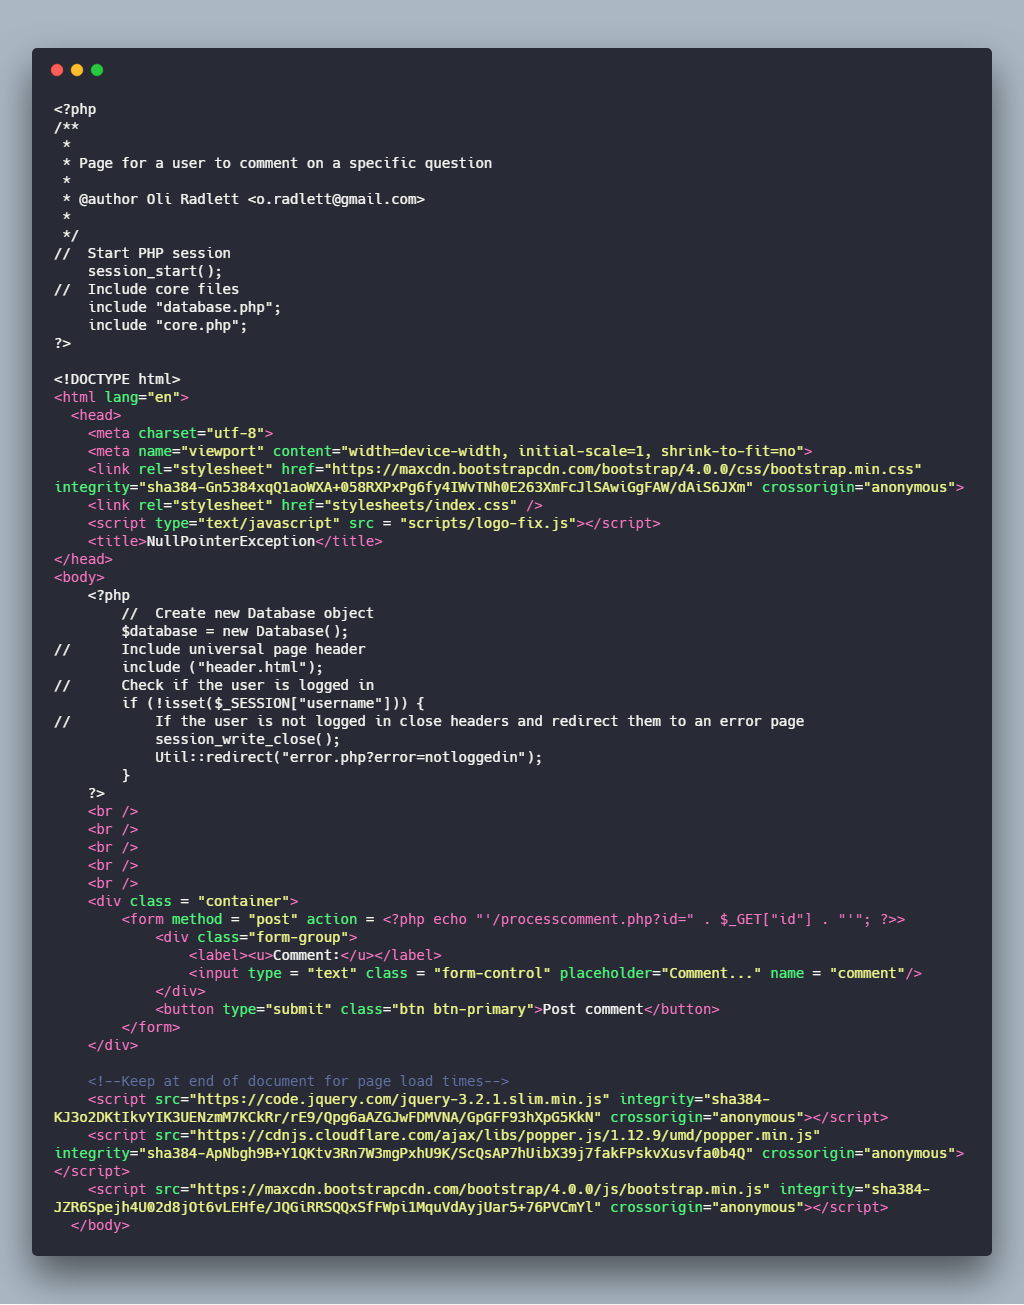 <?php
/**
 *
 * Page for a user to comment on a specific question
 *
 * @author Oli Radlett <o.radlett@gmail.com>
 *
 */
//  Start PHP session
    session_start();
//  Include core files
    include "database.php";
    include "core.php";
?>

<!DOCTYPE html>
<html lang="en">
  <head>
    <meta charset="utf-8">
    <meta name="viewport" content="width=device-width, initial-scale=1, shrink-to-fit=no">
    <link rel="stylesheet" href="https://maxcdn.bootstrapcdn.com/bootstrap/4.0.0/css/bootstrap.min.css"
integrity="sha384-Gn5384xqQ1aoWXA+058RXPxPg6fy4IWvTNh0E263XmFcJlSAwiGgFAW/dAiS6JXm" crossorigin="anonymous">
    <link rel="stylesheet" href="stylesheets/index.css" />
    <script type="text/javascript" src = "scripts/logo-fix.js"></script>
    <title>NullPointerException</title>
</head>
<body>
    <?php
        //  Create new Database object
        $database = new Database();
//      Include universal page header
        include ("header.html");
//      Check if the user is logged in
        if (!isset($_SESSION["username"])) {
//          If the user is not logged in close headers and redirect them to an error page
            session_write_close();
            Util::redirect("error.php?error=notloggedin");
        }
    ?>
    <br />
    <br />
    <br />
    <br />
    <br />
    <div class = "container">
        <form method = "post" action = <?php echo "'/processcomment.php?id=" . $_GET["id"] . "'"; ?>>
            <div class="form-group">
                <label><u>Comment:</u></label>
                <input type = "text" class = "form-control" placeholder="Comment..." name = "comment"/>
            </div>
            <button type="submit" class="btn btn-primary">Post comment</button>
        </form>
    </div>

    <!--Keep at end of document for page load times-->
    <script src="https://code.jquery.com/jquery-3.2.1.slim.min.js" integrity="sha384-
KJ3o2DKtIkvYIK3UENzmM7KCkRr/rE9/Qpg6aAZGJwFDMVNA/GpGFF93hXpG5KkN" crossorigin="anonymous"></script>
    <script src="https://cdnjs.cloudflare.com/ajax/libs/popper.js/1.12.9/umd/popper.min.js"
integrity="sha384-ApNbgh9B+Y1QKtv3Rn7W3mgPxhU9K/ScQsAP7hUibX39j7fakFPskvXusvfa0b4Q" crossorigin="anonymous">
</script>
    <script src="https://maxcdn.bootstrapcdn.com/bootstrap/4.0.0/js/bootstrap.min.js" integrity="sha384-
JZR6Spejh4U02d8jOt6vLEHfe/JQGiRRSQQxSfFWpi1MquVdAyjUar5+76PVCmYl" crossorigin="anonymous"></script>
  </body>